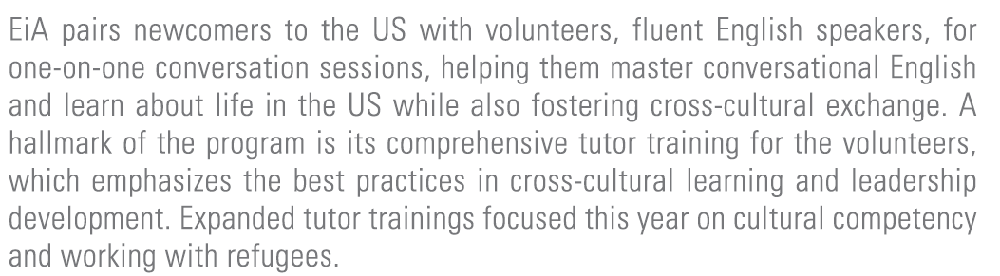 EiA pairs newcomers to the US with volunteers, fluent English speakers, for
one-on-one conversation sessions, helping them master conversational English
and learn about life in the US while also fostering cross-cultural exchange. A
hallmark of the program is its comprehensive tutor training for the volunteers,
which emphasizes the best practices in cross-cultural learning and leadership
development. Expanded tutor trainings focused this year on cultural competency
and working with refugees.